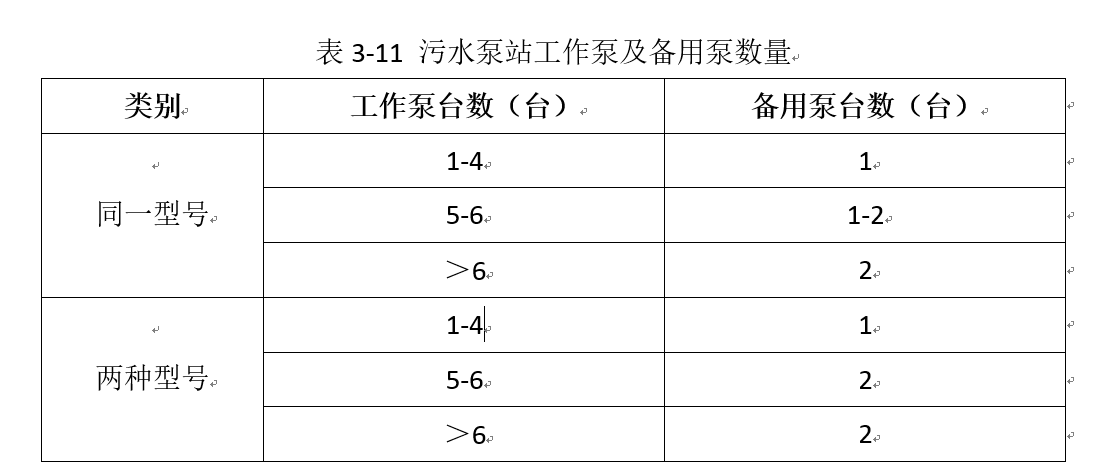 表 3-11 污水泵站工作泵及备用泵数量
类别 工作泵台数（台） 备用泵台数（台）
同一型号 1-4 1
5-6 1-2
＞6 2
两种型号 1-4 1
5-6 2
＞6 2